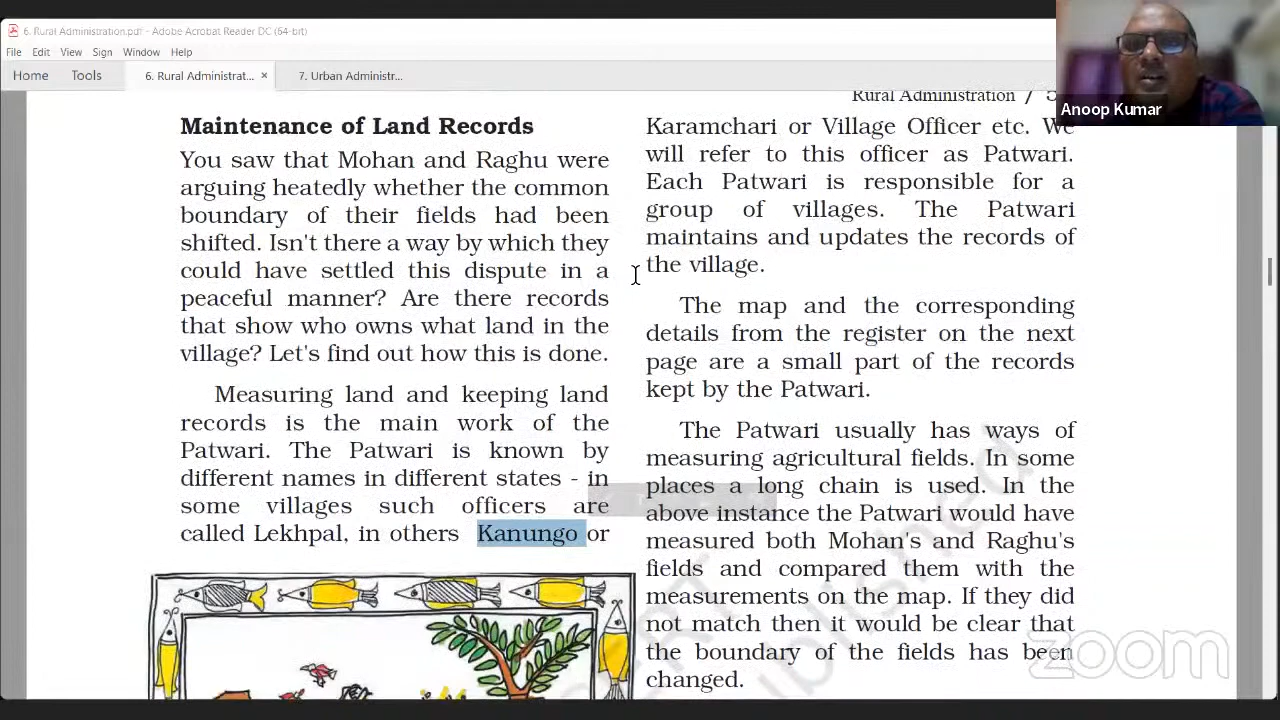 6. Rural Administration.pdf - Adobe Acrobat Reader DC (64-bit)
File Edit View Sign Window Help
Home Tools 6. Rural Administrat... × 7. Urban Administr...
Anoop Kumar
Rural Administration / 5
Maintenance of Land Records
You saw that Mohan and Raghu were
arguing heatedly whether the common
boundary of their fields had been
shifted. Isn't there a way by which they
could have settled this dispute in a
peaceful manner? Are there records
that show who owns what land in the
village? Let's find out how this is done.
Measuring land and keeping land
records is the main work of the
Patwari. The Patwari is known by
different names in different states - in
some villages such officers are
called Lekhpal, in others Kanungo or
Karamchari or Village Officer etc. We
will refer to this officer as Patwari.
Each Patwari is responsible for a
group of villages. The Patwari
maintains and updates the records of
the village.
The map and the corresponding
details from the register on the next
page are a small part of the records
kept by the Patwari.
The Patwari usually has ways of
measuring agricultural fields. In some
places a long chain is used. In the
above instance the Patwari would have
measured both Mohan's and Raghu's
fields and compared them with the
measurements on the map. If they did
not match then it would be clear that
the boundary of the fields has been
changed.
zoom